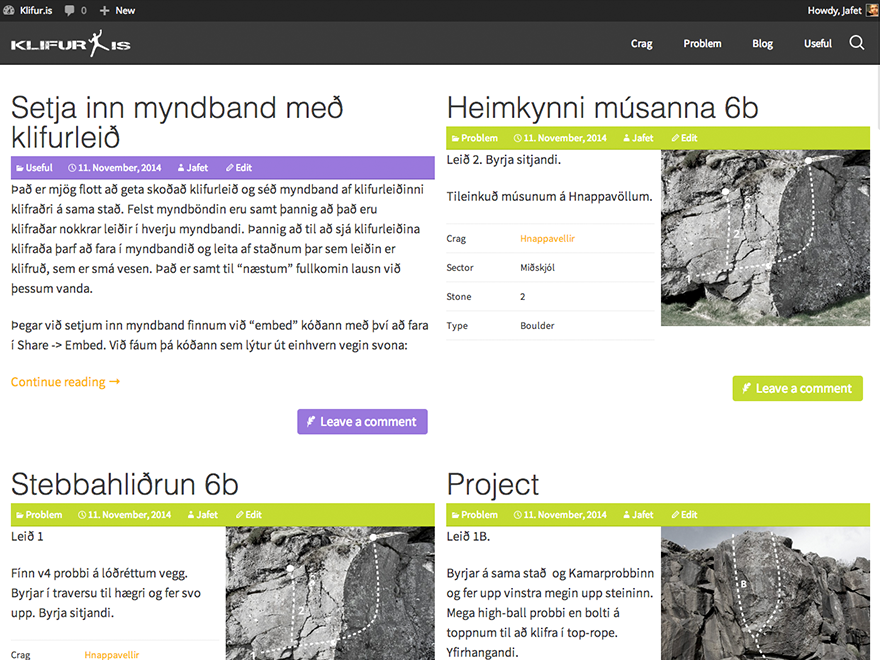 Klifur.is 0 New
Howdy, Jafet
KLIFUR IS
Crag Problem Blog Useful
Setja inn myndband með
klifurleið
Useful 11. November, 2014 Jafet Edit
Það er mjög flott að geta skoðað klifurleið og séð myndband af klifurleiðinni
klifraðri á sama stað. Felst myndböndin eru samt þannig að það eru
klifraðar nokkrar leiðir í hverju myndbandi. Þannig að til að sjá klifurleiðina
klifraða þarf að fara í myndbandið og leita af staðnum þar sem leiðin er
klifruð, sem er smá vesen. Það er samt til “næstum” fullkomin lausn við
þessum vanda.
Þegar við setjum inn myndband finnum við “embed” kóðann með því að fara
í Share -> Embed. Við fáum þá kóðann sem lýtur út einhvern vegin svona:
Continue reading →
Leave a comment
Heimkynni músanna 6b
Problem 11. November, 2014 Jafet Edit
Leið 2. Byrja sitjandi.
Tileinkuð músunum á Hnappavöllum.
Crag Hnappavellir
Sector Miðskjól
Stone 2
Type Boulder
1 2
Leave a comment
Stebbahliðrun 6b
Problem 11. November, 2014 Jafet Edit
Leið 1
Fínn v4 probbi á lóðréttum vegg.
Byrjar í traversu til hægri og fer svo
upp. Byrja sitjandi.
Crag Hnappavellir
1 2
Project
Problem 11. November, 2014 Jafet Edit
Leið 1B.
Byrjar á sama stað og Kamarprobbinn
og fer upp vinstra megin upp steininn.
Mega high-ball probbi en bolti á
toppnum til að klifra í top-rope.
Yfirhangandi.
B